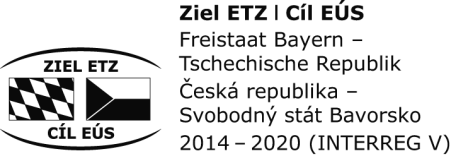 ZIEL ETZ
CÍL EÚS
Ziel ETZ | Cíl EÚS
Freistaat Bayern –
Tschechische Republik
Česká republika –
Svobodný stát Bavorsko
2014 – 2020 (INTERREG V)